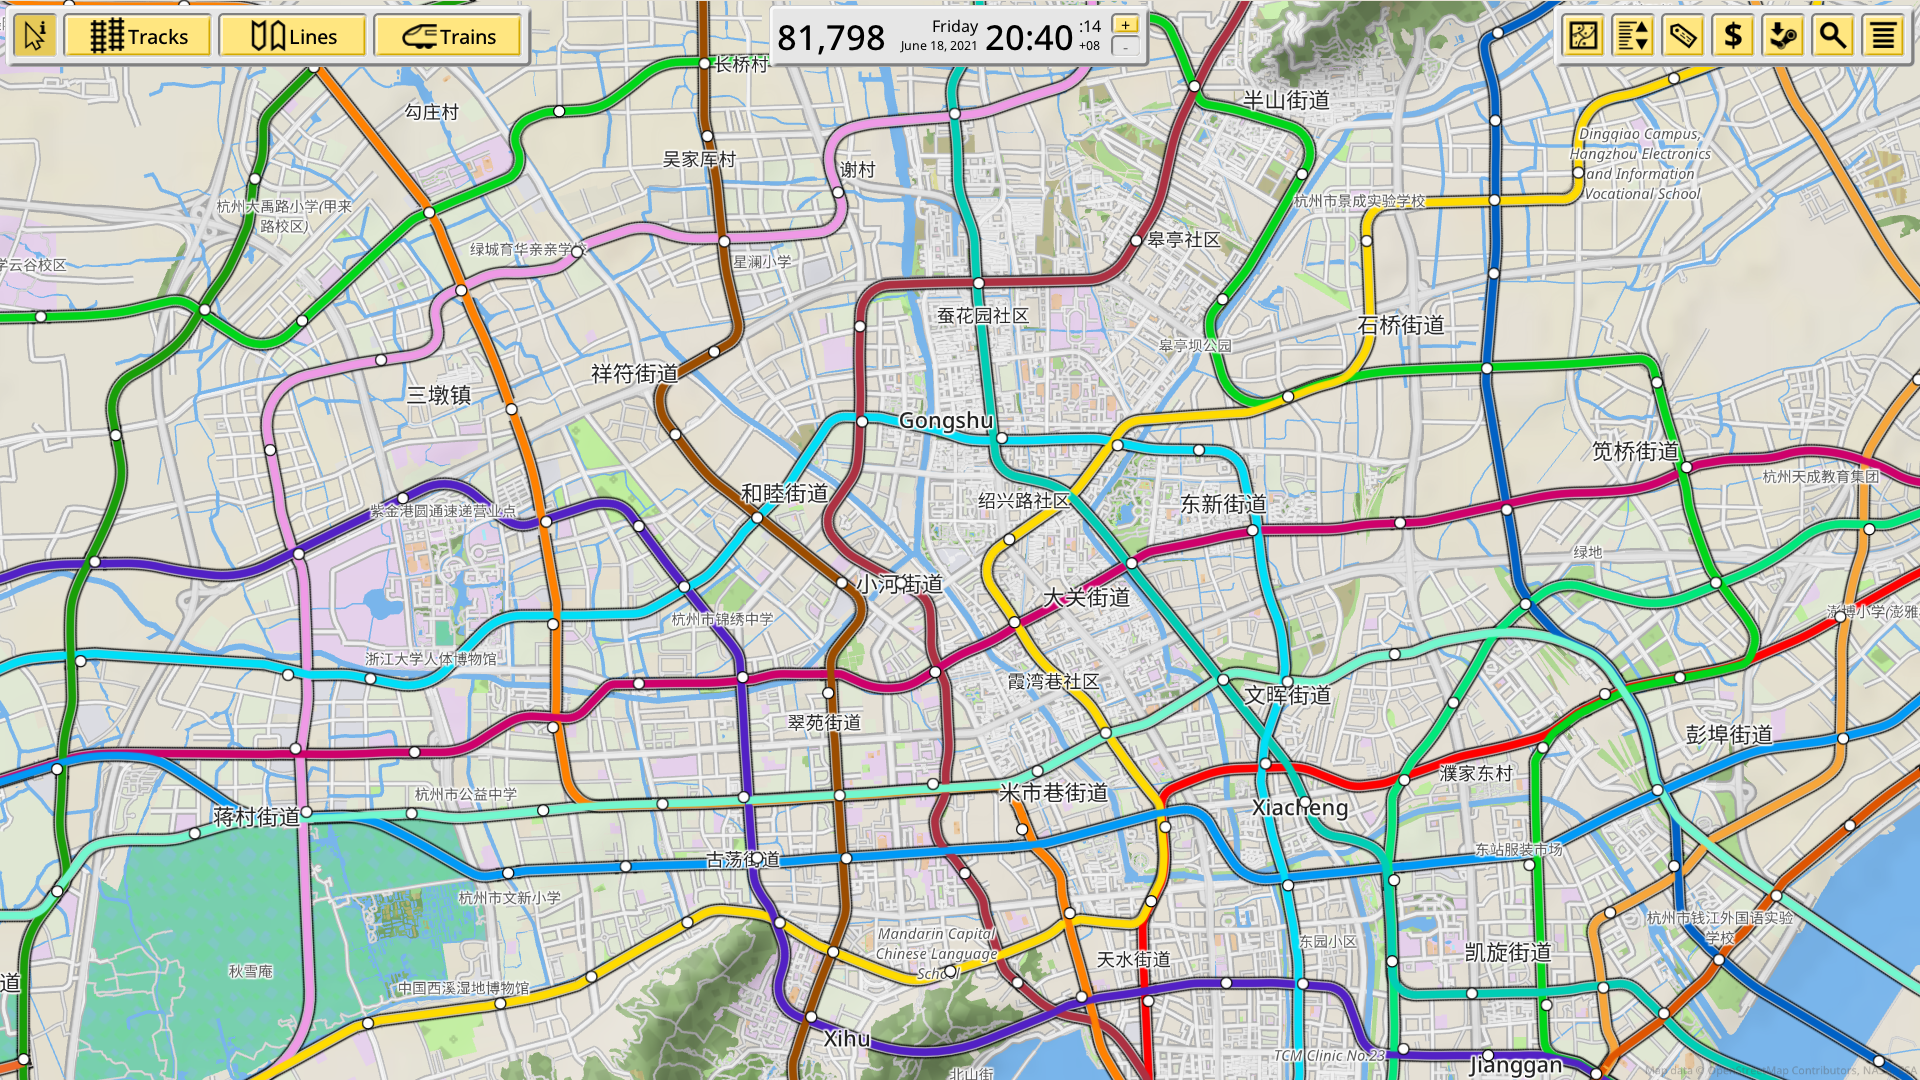 Tracks
Lines
Trains
81,798
Friday
June 18, 2021
20:40
:14
+08
+
-
$
长桥村
勾庄村
半山街道
Dingqiao Campus,
Hangzhou Electronics
and Information
Vocational School
吴家厍村
谢村
杭州大禹路小学(甲来
路校区)
杭州市景成实验学校
绿城育华亲亲学校
皋亭社区
星澜小学
学云谷校区
蚕花园社区
石桥街道
皋亭坝公园
祥符街道
三墩镇
Gongshu
笕桥街道
杭州天成教育集团
和睦街道
绍兴路社区
东新街道
紫金港圆通速递营业点
绿地
小河街道
大关街道
杭州市锦绣中学
澎博小学(澎雅
浙江大学人体博物馆
霞湾巷社区
文晖街道
翠苑街道
彭埠街道
濮家东村
杭州市公益中学
米市巷街道
Xiacheng
蒋村街道
古荡街道
东站服装市场
杭州市文新小学
杭州市钱江外国语实验
学校
Mandarin Capital
Chinese Language
School
东园小区
凯旋街道
天水街道
秋雪庵
道
中国西溪湿地博物馆
Xihu
TCM Clinic No.23
Jianggan
北山街
Map data © OpenStreetMap Contributors, NASA